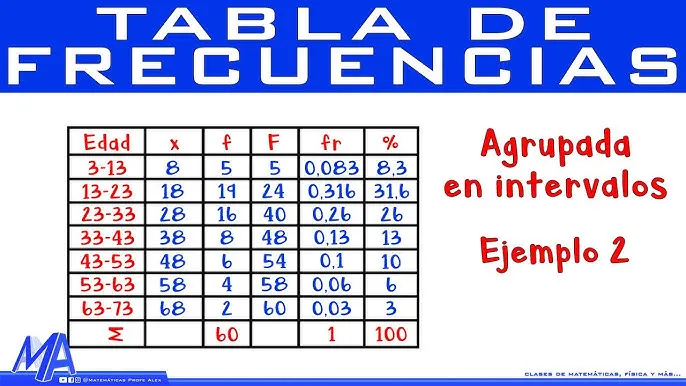 TABLA DE
FRECUENCIAS
Edad x f F fr %
3-13 8 5 5 0,083 8,3
13-23 18 19 24 0,316 31,6
23-33 28 16 40 0,26 26
33-43 38 8 48 0,13 13
43-53 48 6 54 0,1 10
53-63 58 4 58 0,06 6
63-73 68 2 60 0,03 3
Σ 60 1 100
Agrupada
en intervalos
Ejemplo 2
MA
@Matemáticas Profe Alex
CLASES DE MATEMÁTICAS, FÍSICA Y MÁS...